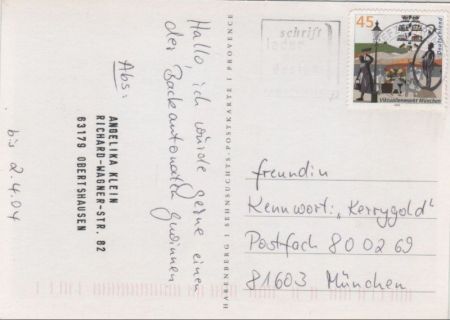 Hallo, ich würde gerne einen
der Backautomaten gewinnen
Abs:
ANGELIKA KLEIN
RICHARD-WAGNER-STR. 82
63179 OBERTSHAUSEN
bis 2.4.04
HARENBERG | SEHNSUCHTS-POSTKARTE | PROVENCE
schrift
45
Deutschland
Viktualienmarkt München
freundin
Kennwort: „Kerrygold"
Postfach 80 02 69
81603 München